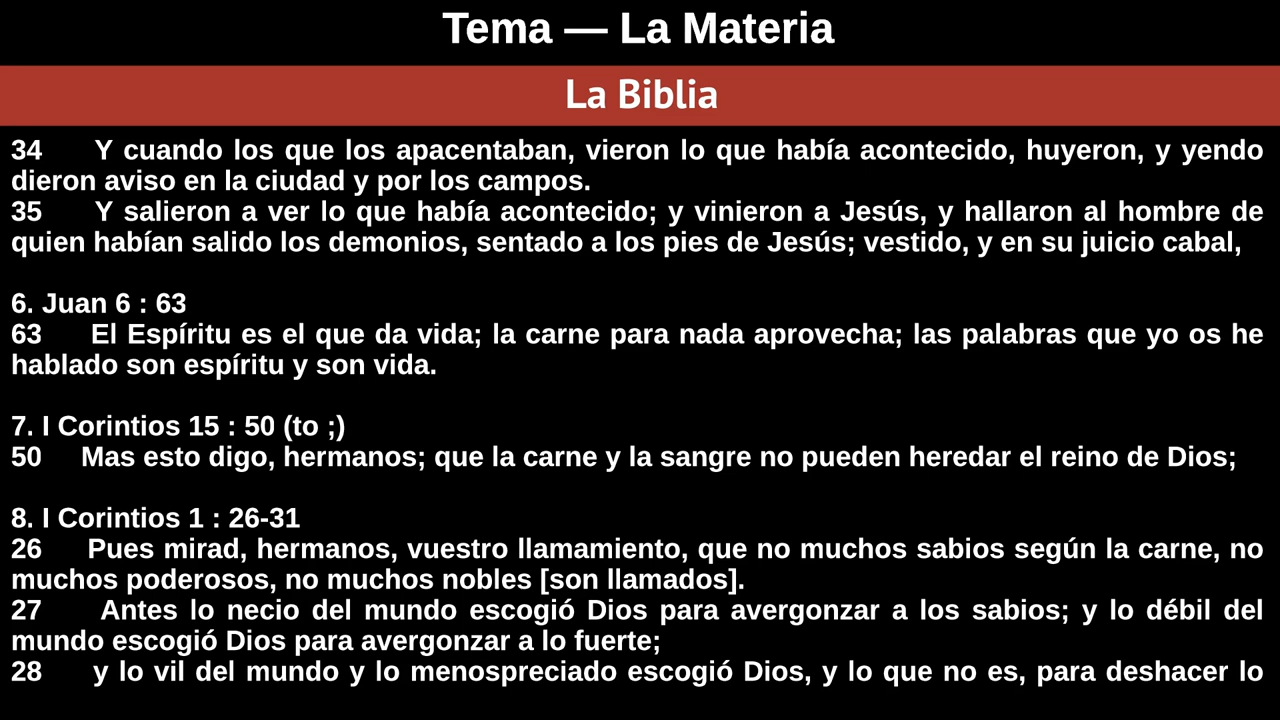 Tema — La Materia
La Biblia
34 Y cuando los que los apacentaban, vieron lo que había acontecido, huyeron, y yendo
dieron aviso en la ciudad y por los campos.
35 Y salieron a ver lo que había acontecido; y vinieron a Jesús, y hallaron al hombre de
quien habían salido los demonios, sentado a los pies de Jesús; vestido, y en su juicio cabal,
6. Juan 6 : 63
63 El Espíritu es el que da vida; la carne para nada aprovecha; las palabras que yo os he
hablado son espíritu y son vida.
7. I Corintios 15 : 50 (to ;)
50 Mas esto digo, hermanos; que la carne y la sangre no pueden heredar el reino de Dios;
8. I Corintios 1 : 26-31
26 Pues mirad, hermanos, vuestro llamamiento, que no muchos sabios según la carne, no
muchos poderosos, no muchos nobles [son llamados].
27 Antes lo necio del mundo escogió Dios para avergonzar a los sabios; y lo débil del
mundo escogió Dios para avergonzar a lo fuerte;
28 y lo vil del mundo y lo menospreciado escogió Dios, y lo que no es, para deshacer lo